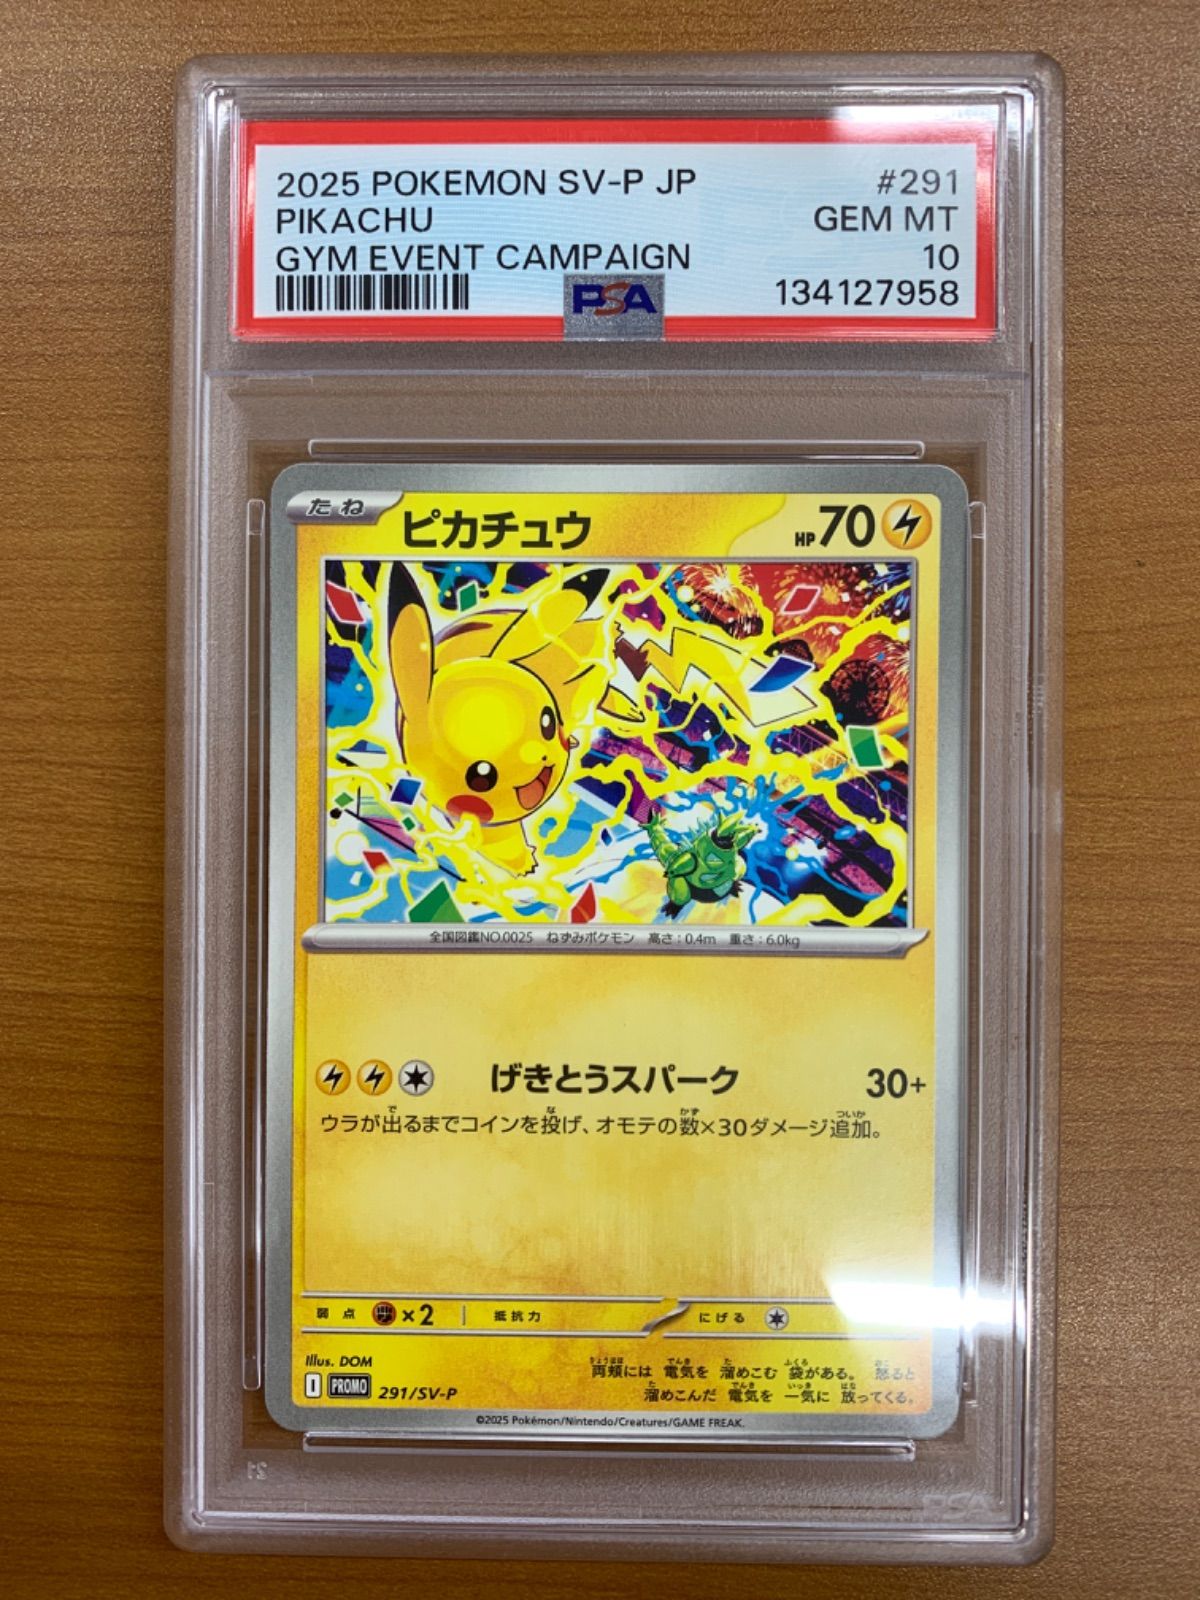 2025 POKEMON SV-P JP #291
PIKACHU GEM MT
GYM EVENT CAMPAIGN 10
PSA 134127958
たね ピカチュウ HP70
全国図鑑NO.0025 ねずみポケモン 高さ:0.4m 重さ:6.0kg
げきとうスパーク 30+
ウラが出るまでコインを投げ、オモテの数×30ダメージ追加。
弱点 ×2 抵抗力 にげる
Illus. DOM
両頬には 電気を 溜めこむ 袋がある。 怒ると
溜めこんだ 電気を 一気に 放ってくる。
I PROMO 291/SV-P
©2025 Pokémon/Nintendo/Creatures/GAME FREAK.
PSA